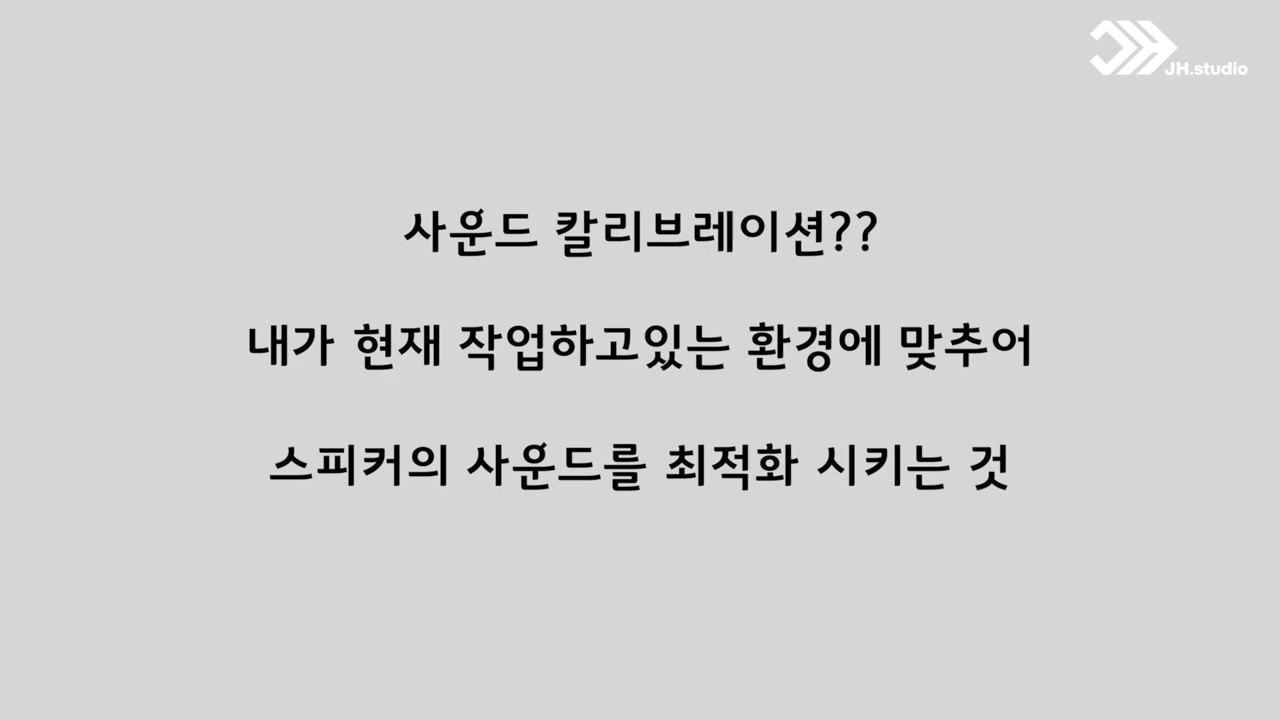 JH.studio
사운드 칼리브레이션??
내가 현재 작업하고있는 환경에 맞추어
스피커의 사운드를 최적화 시키는 것